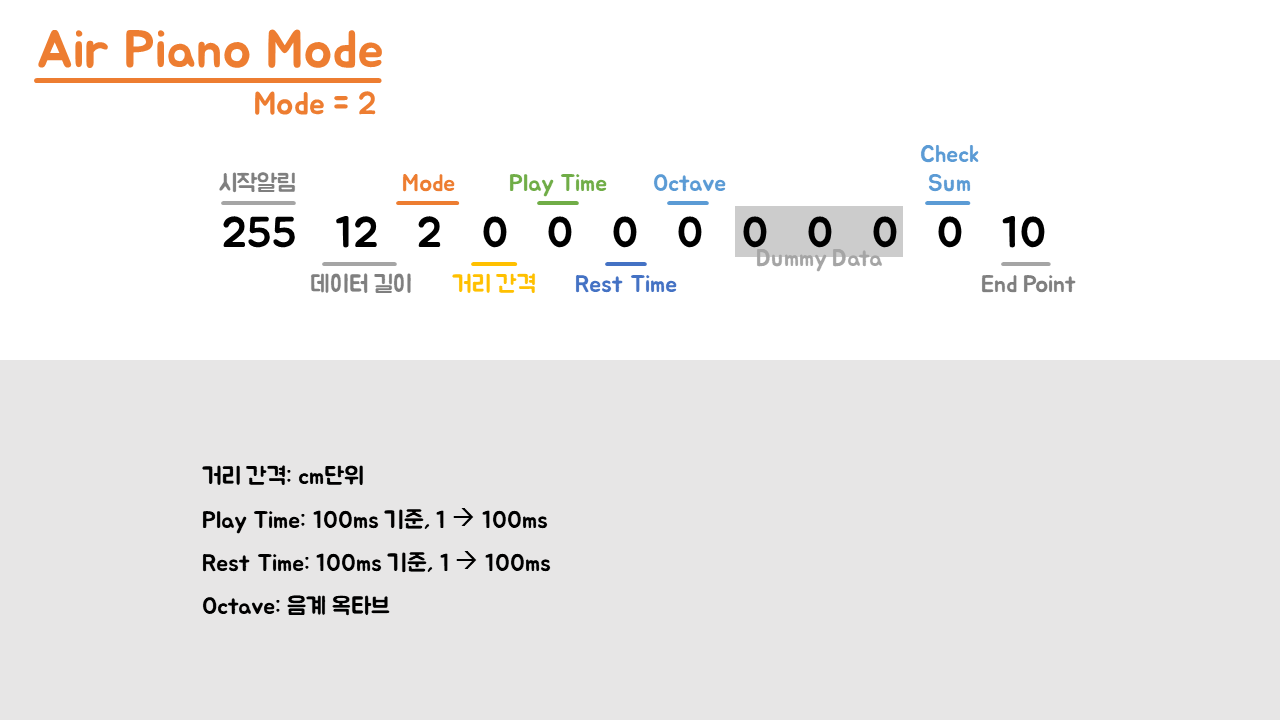 Air Piano Mode
Mode = 2
Check
시작알림 Mode Play Time Octave Sum
255 12 2 0 0 0 0 0 0 0 0 10
Dummy Data
데이터 길이 거리 간격 Rest Time End Point
거리 간격: cm단위
Play Time: 100ms 기준, 1 → 100ms
Rest Time: 100ms 기준, 1 → 100ms
Octave: 음계 옥타브